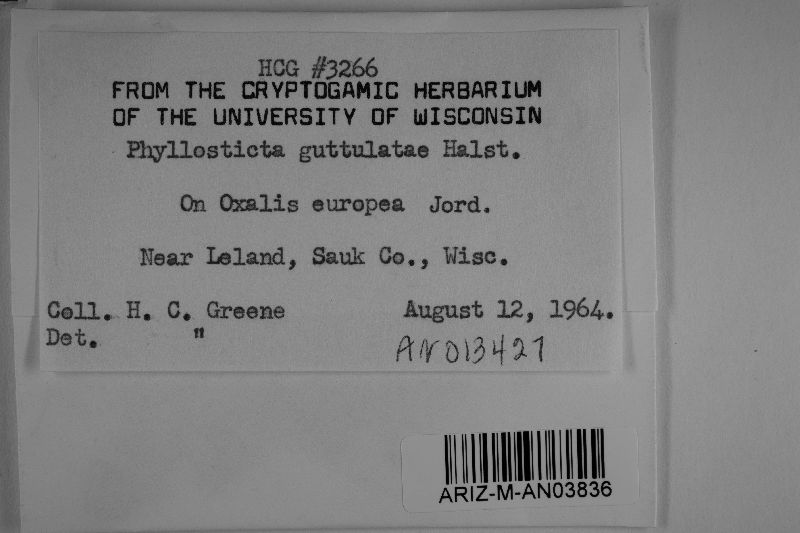 HCG #3266
FROM THE CRYPTOGAMIC HERBARIUM
OF THE UNIVERSITY OF WISCONSIN
Phyllosticta guttulatae Halst.
On Oxalis europea Jord.
Near Leland, Sauk Co., Wisc.
Coll. H. C. Greene August 12, 1964.
Det. "
AN013427
ARIZ-M-AN03836